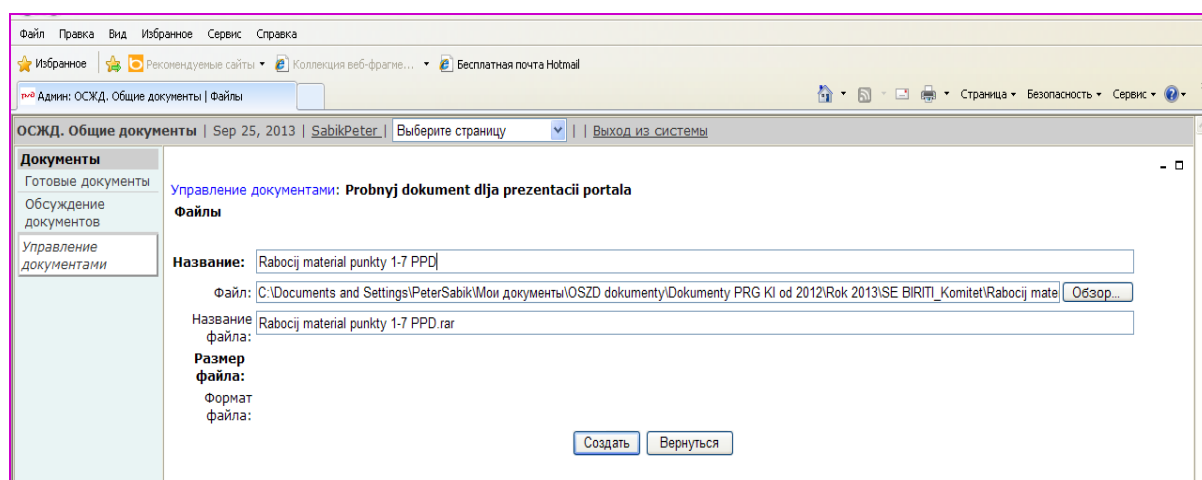 Файл Правка Вид Избранное Сервис Справка
Избранное Рекомендуемые сайты Коллекция веб-фрагме... Бесплатная почта Hotmail
Админ: ОСЖД. Общие документы | Файлы Страница Безопасность Сервис
ОСЖД. Общие документы | Sep 25, 2013 | SabikPeter | Выберите страницу | | Выход из системы
Документы
Готовые документы
Обсуждение
документов
Управление
документами
Управление документами: Probnyj dokument dlja prezentacii portala
Файлы
Название: Rabocij material punkty 1-7 PPD
Файл: C:\Documents and Settings\PeterSabik\Мои документы\OSZD dokumenty\Dokumenty PRG KI od 2012\Rok 2013\SE BIRITI_Komitet\Rabocij mate Обзор...
Название
файла: Rabocij material punkty 1-7 PPD.rar
Размер
файла:
Формат
файла:
Создать Вернуться